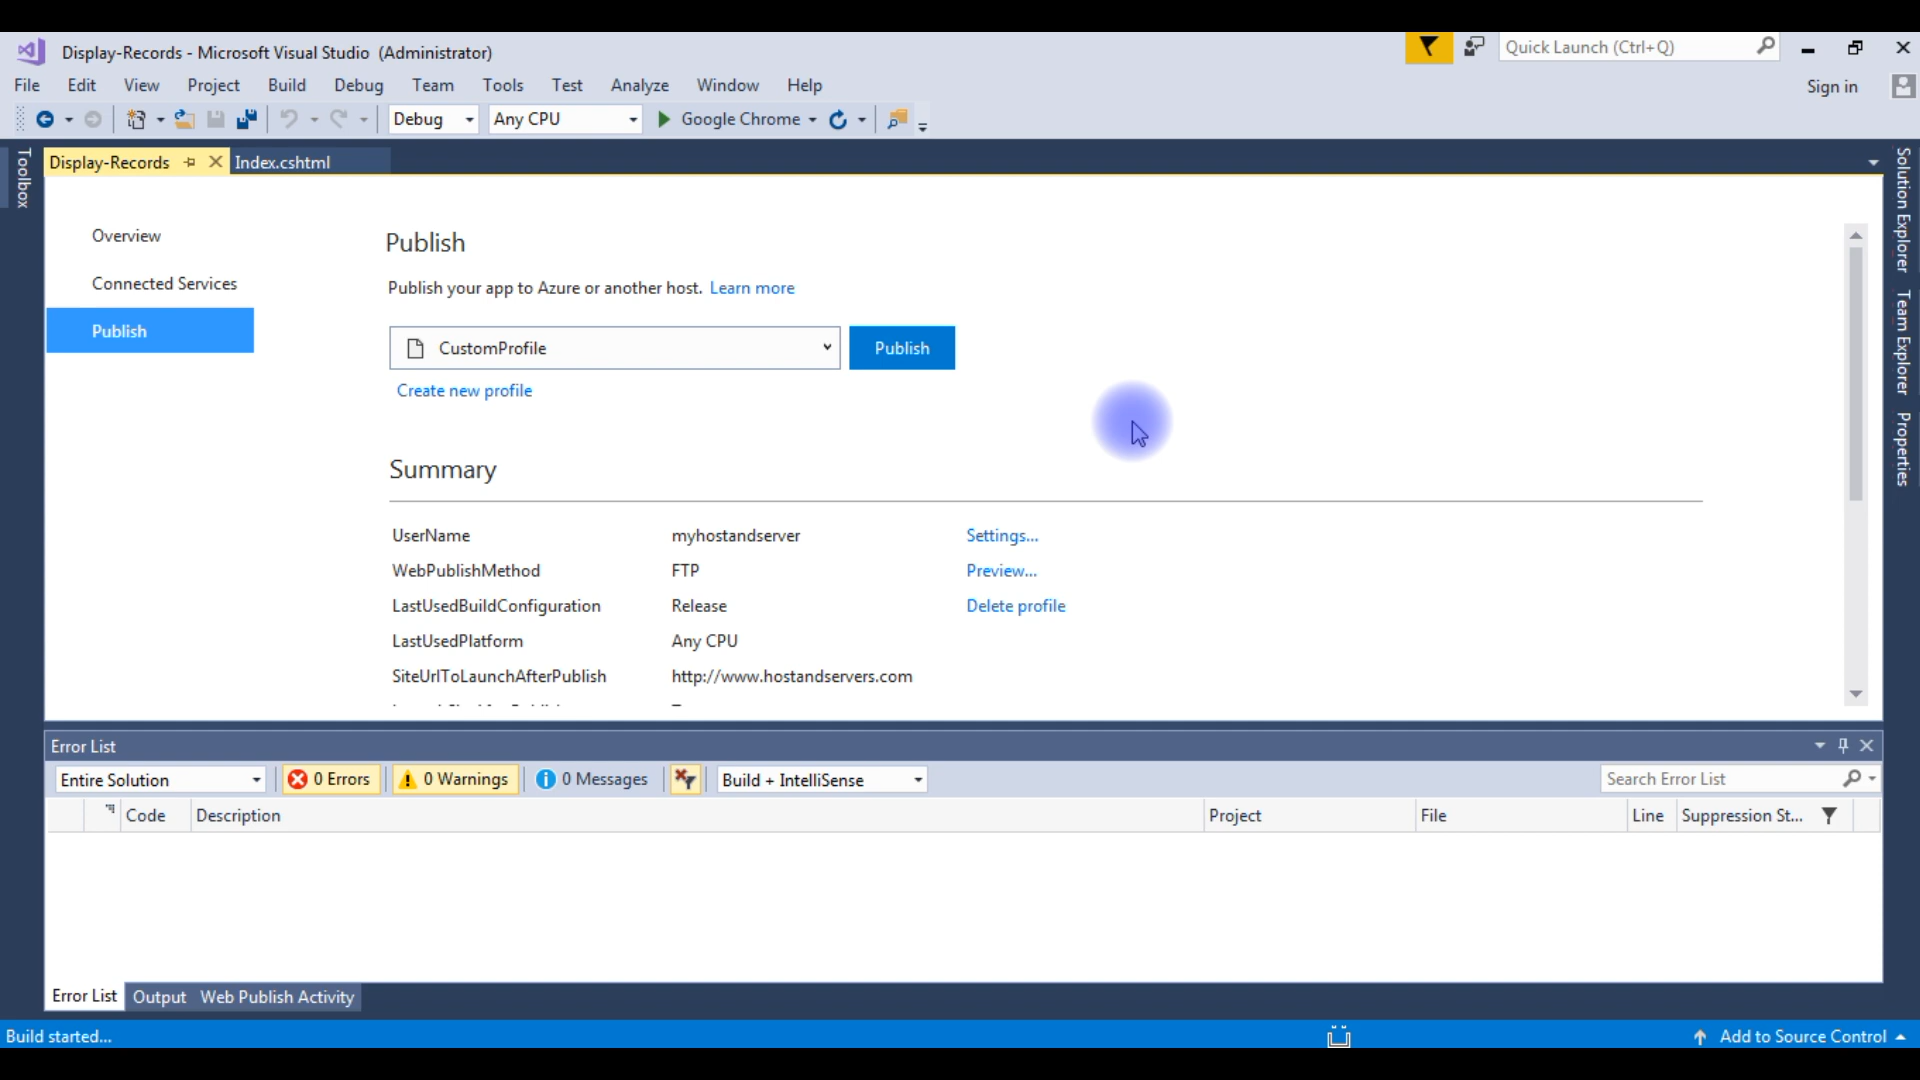 Display-Records - Microsoft Visual Studio (Administrator)
Quick Launch (Ctrl+Q)
File Edit View Project Build Debug Team Tools Test Analyze Window Help
Sign in
Debug Any CPU Google Chrome
Toolbox
Display-Records Index.cshtml
Solution Explorer
Team Explorer
Properties
Overview
Connected Services
Publish
Publish
Publish your app to Azure or another host. Learn more
CustomProfile Publish
Create new profile
Summary
UserName myhostandserver Settings...
WebPublishMethod FTP Preview...
LastUsedBuildConfiguration Release Delete profile
LastUsedPlatform Any CPU
SiteUrlToLaunchAfterPublish http://www.hostandservers.com
Error List
Entire Solution 0 Errors 0 Warnings 0 Messages Build + IntelliSense Search Error List
Code Description Project File Line Suppression St...
Error List Output Web Publish Activity
Build started... Add to Source Control